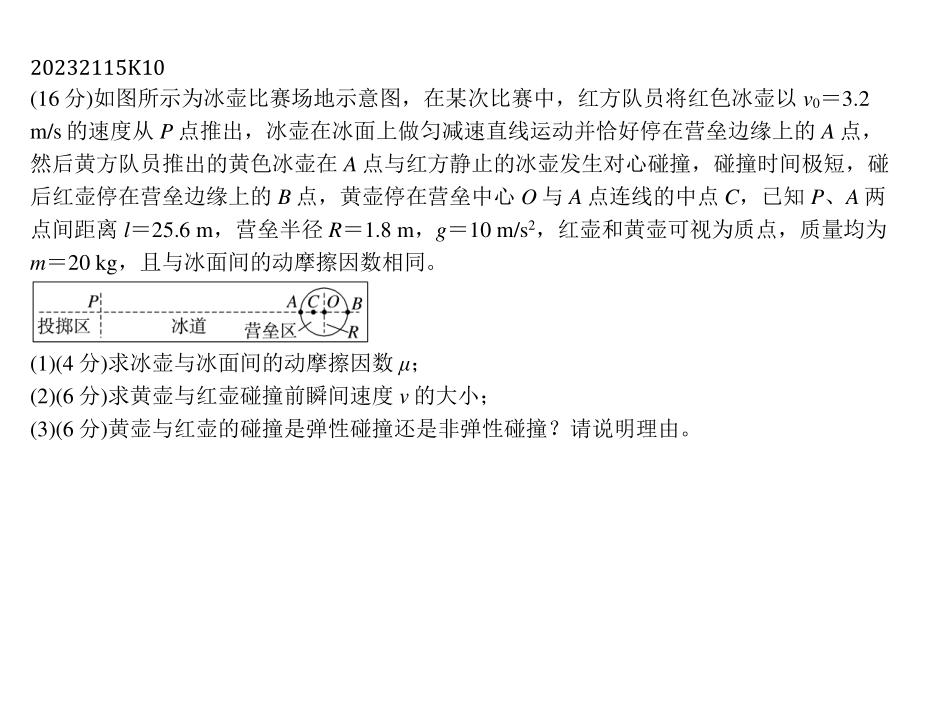 20232115K10
(16 分)如图所示为冰壶比赛场地示意图，在某次比赛中，红方队员将红色冰壶以 v₀＝3.2
m/s 的速度从 P 点推出，冰壶在冰面上做匀减速直线运动并恰好停在营垒边缘上的 A 点，
然后黄方队员推出的黄色冰壶在 A 点与红方静止的冰壶发生对心碰撞，碰撞时间极短，碰
后红壶停在营垒边缘上的 B 点，黄壶停在营垒中心 O 与 A 点连线的中点 C，已知 P、A 两
点间距离 l＝25.6 m，营垒半径 R＝1.8 m，g＝10 m/s²，红壶和黄壶可视为质点，质量均为
m＝20 kg，且与冰面间的动摩擦因数相同。
P A C O B
投掷区 冰道 营垒区 R
(1)(4 分)求冰壶与冰面间的动摩擦因数 μ；
(2)(6 分)求黄壶与红壶碰撞前瞬间速度 v 的大小；
(3)(6 分)黄壶与红壶的碰撞是弹性碰撞还是非弹性碰撞？请说明理由。